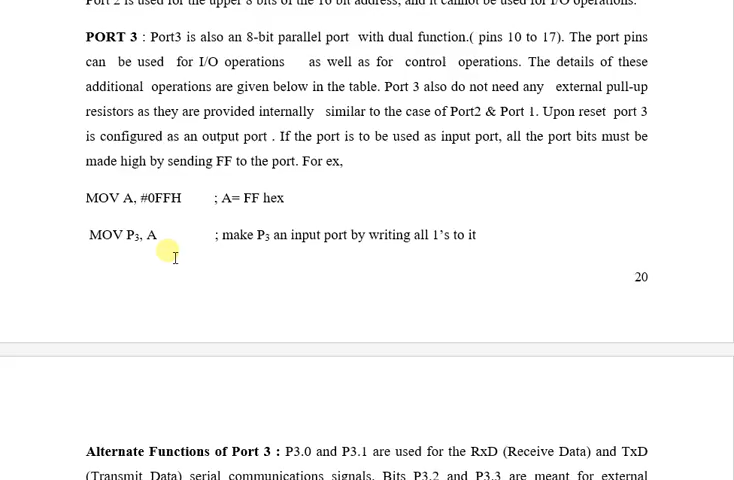 Port 2 is used for the upper 8 bits of the 16 bit address, and it cannot be used for I/O operations.
PORT 3 : Port3 is also an 8-bit parallel port with dual function.( pins 10 to 17). The port pins
can be used for I/O operations as well as for control operations. The details of these
additional operations are given below in the table. Port 3 also do not need any external pull-up
resistors as they are provided internally similar to the case of Port2 & Port 1. Upon reset port 3
is configured as an output port . If the port is to be used as input port, all the port bits must be
made high by sending FF to the port. For ex,
MOV A, #0FFH ; A= FF hex
MOV P3, A ; make P3 an input port by writing all 1's to it
20
Alternate Functions of Port 3 : P3.0 and P3.1 are used for the RxD (Receive Data) and TxD
(Transmit Data) serial communications signals. Bits P3.2 and P3.3 are meant for external